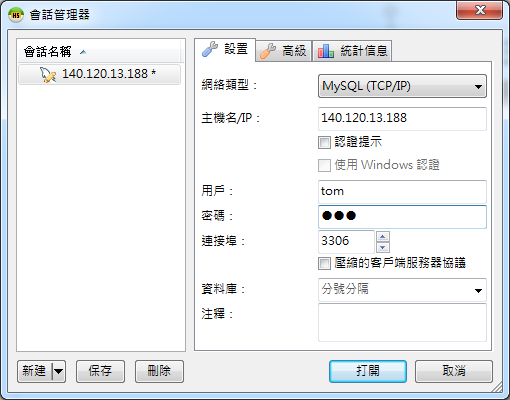 HS 會話管理器
會話名稱
140.120.13.188 *
設置 高級 統計信息
網絡類型：
MySQL (TCP/IP)
主機名/IP：
140.120.13.188
認證提示
使用 Windows 認證
用戶：
tom
密碼：
●●●
連接埠：
3306
壓縮的客戶端服務器協議
資料庫：
分號分隔
注釋：
新建 保存 刪除 打開 取消